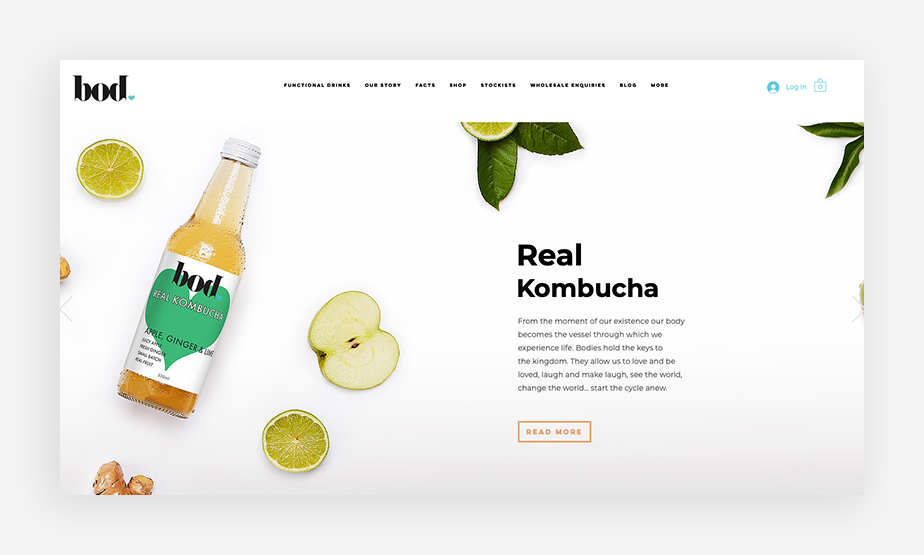 bod.
FUNCTIONAL DRINKS OUR STORY FACTS SHOP STOCKISTS WHOLESALE ENQUIRIES BLOG MORE
Log In 0
bod.
REAL KOMBUCHA
APPLE, GINGER & LIME
JUICY APPLE
FRESH GINGER
SMALL BATCH
REAL FRUIT
330ml
Real
Kombucha
From the moment of our existence our body
becomes the vessel through which we
experience life. Bodies hold the keys to
the kingdom. They allow us to love and be
loved, laugh and make laugh, see the world,
change the world... start the cycle anew.
READ MORE